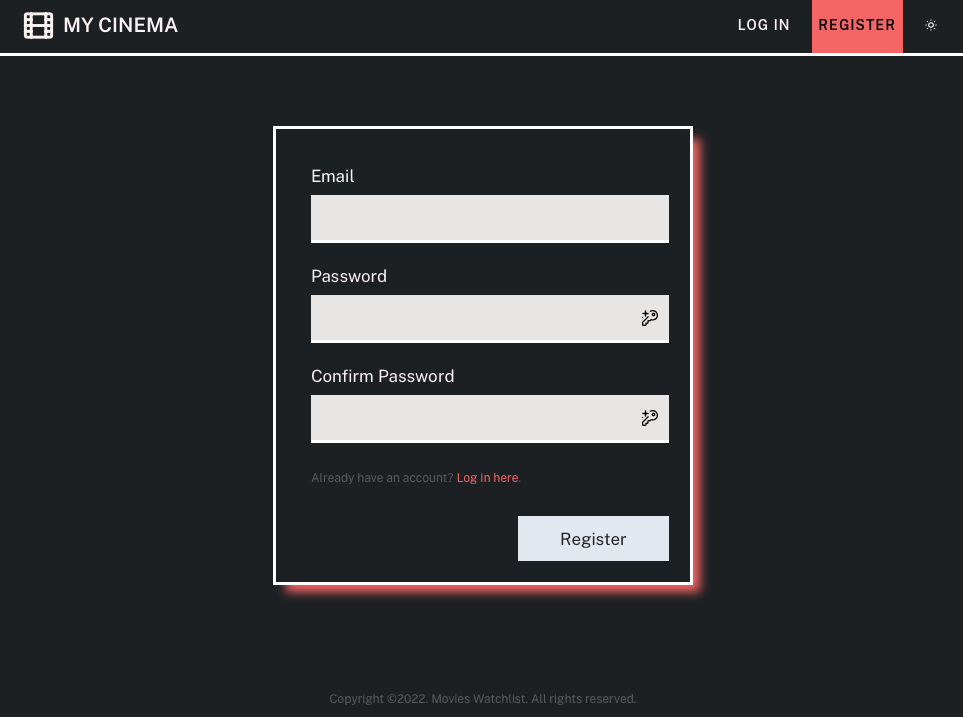 MY CINEMA
LOG IN
REGISTER
Email
Password
Confirm Password
Already have an account? Log in here.
Register
Copyright ©2022. Movies Watchlist. All rights reserved.